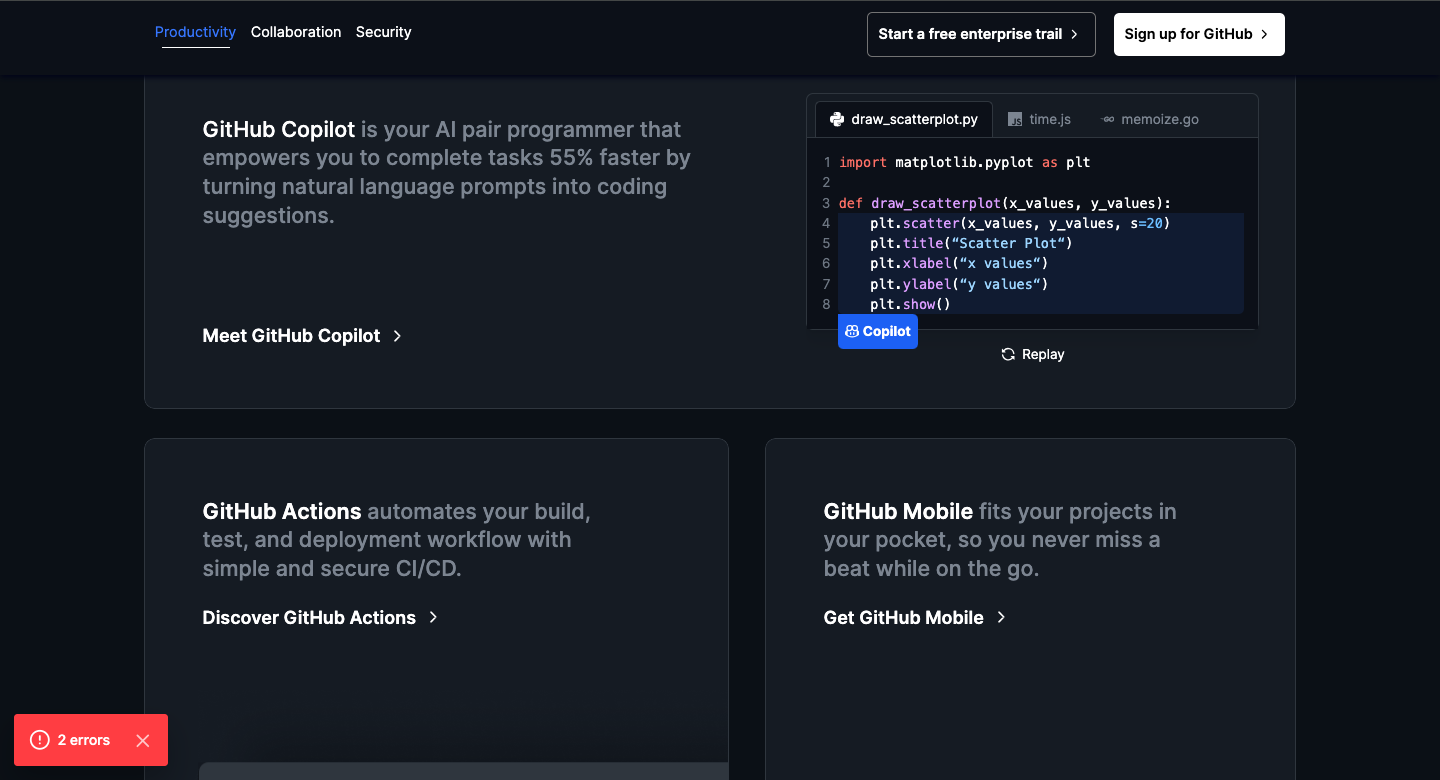 Productivity Collaboration Security
Start a free enterprise trail
Sign up for GitHub
GitHub Copilot is your AI pair programmer that
empowers you to complete tasks 55% faster by
turning natural language prompts into coding
suggestions.
Meet GitHub Copilot
draw_scatterplot.py
JS time.js
GO memoize.go
1 import matplotlib.pyplot as plt
2
3 def draw_scatterplot(x_values, y_values):
4 plt.scatter(x_values, y_values, s=20)
5 plt.title(“Scatter Plot“)
6 plt.xlabel(“x values“)
7 plt.ylabel(“y values“)
8 plt.show()
Copilot
Replay
GitHub Actions automates your build,
test, and deployment workflow with
simple and secure CI/CD.
Discover GitHub Actions
GitHub Mobile fits your projects in
your pocket, so you never miss a
beat while on the go.
Get GitHub Mobile
2 errors